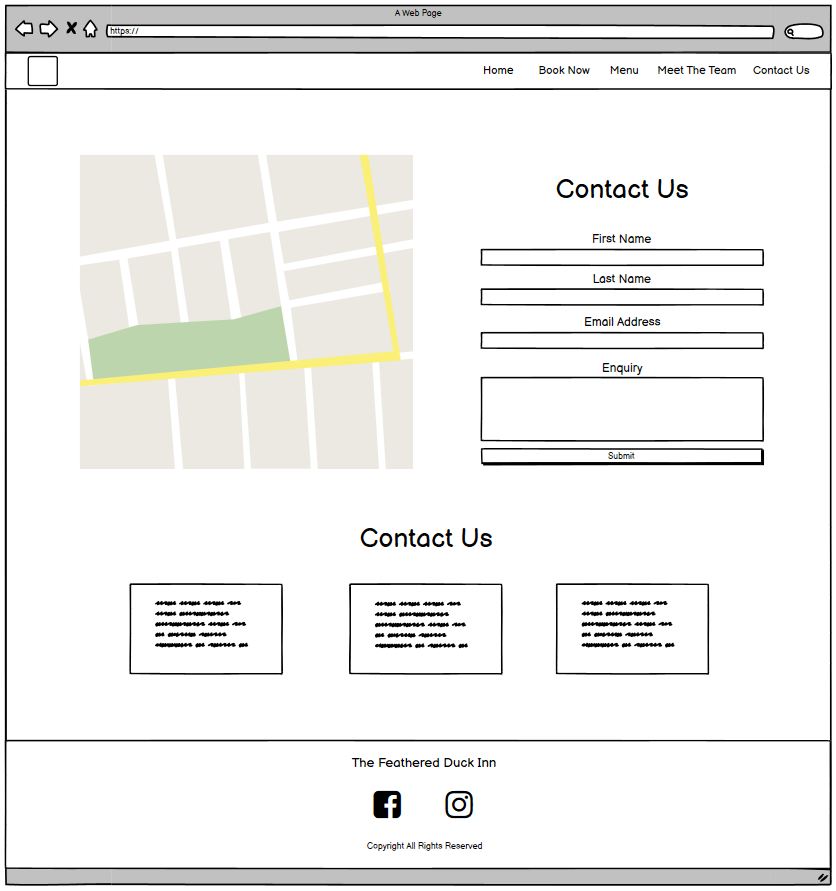 A Web Page
https://
Home Book Now Menu Meet The Team Contact Us
Contact Us
First Name
Last Name
Email Address
Enquiry
Submit
Contact Us
The Feathered Duck Inn
Copyright All Rights Reserved